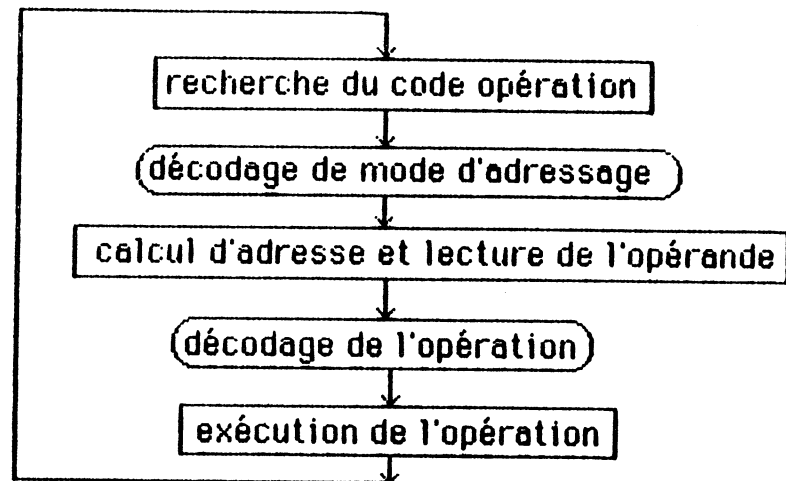 recherche du code opération
décodage de mode d'adressage
calcul d'adresse et lecture de l'opérande
décodage de l'opération
exécution de l'opération